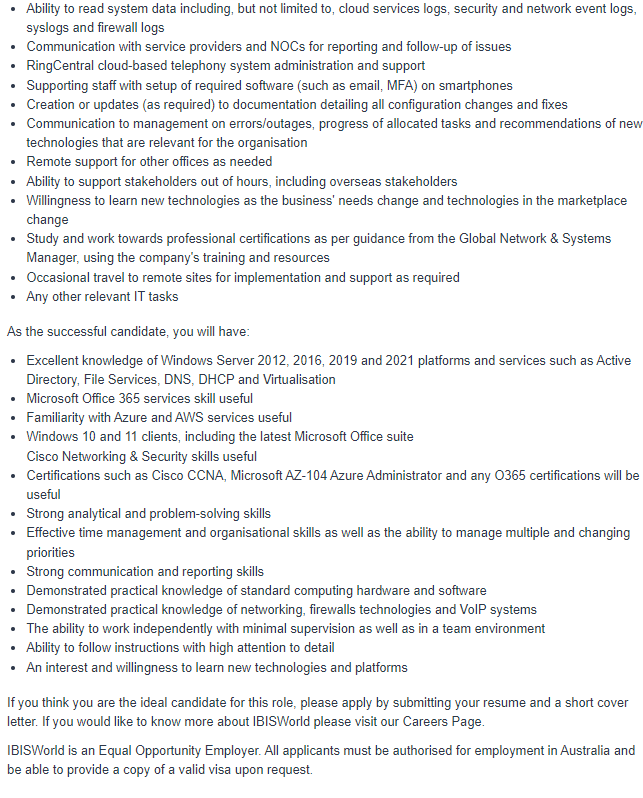 • Ability to read system data including, but not limited to, cloud services logs, security and network event logs,
syslogs and firewall logs
• Communication with service providers and NOCs for reporting and follow-up of issues
• RingCentral cloud-based telephony system administration and support
• Supporting staff with setup of required software (such as email, MFA) on smartphones
• Creation or updates (as required) to documentation detailing all configuration changes and fixes
• Communication to management on errors/outages, progress of allocated tasks and recommendations of new
technologies that are relevant for the organisation
• Remote support for other offices as needed
• Ability to support stakeholders out of hours, including overseas stakeholders
• Willingness to learn new technologies as the business' needs change and technologies in the marketplace
change
• Study and work towards professional certifications as per guidance from the Global Network & Systems
Manager, using the company's training and resources
• Occasional travel to remote sites for implementation and support as required
• Any other relevant IT tasks
As the successful candidate, you will have:
• Excellent knowledge of Windows Server 2012, 2016, 2019 and 2021 platforms and services such as Active
Directory, File Services, DNS, DHCP and Virtualisation
• Microsoft Office 365 services skill useful
• Familiarity with Azure and AWS services useful
• Windows 10 and 11 clients, including the latest Microsoft Office suite
Cisco Networking & Security skills useful
• Certifications such as Cisco CCNA, Microsoft AZ-104 Azure Administrator and any O365 certifications will be
useful
• Strong analytical and problem-solving skills
• Effective time management and organisational skills as well as the ability to manage multiple and changing
priorities
• Strong communication and reporting skills
• Demonstrated practical knowledge of standard computing hardware and software
• Demonstrated practical knowledge of networking, firewalls technologies and VoIP systems
• The ability to work independently with minimal supervision as well as in a team environment
• Ability to follow instructions with high attention to detail
• An interest and willingness to learn new technologies and platforms
If you think you are the ideal candidate for this role, please apply by submitting your resume and a short cover
letter. If you would like to know more about IBISWorld please visit our Careers Page.
IBISWorld is an Equal Opportunity Employer. All applicants must be authorised for employment in Australia and
be able to provide a copy of a valid visa upon request.